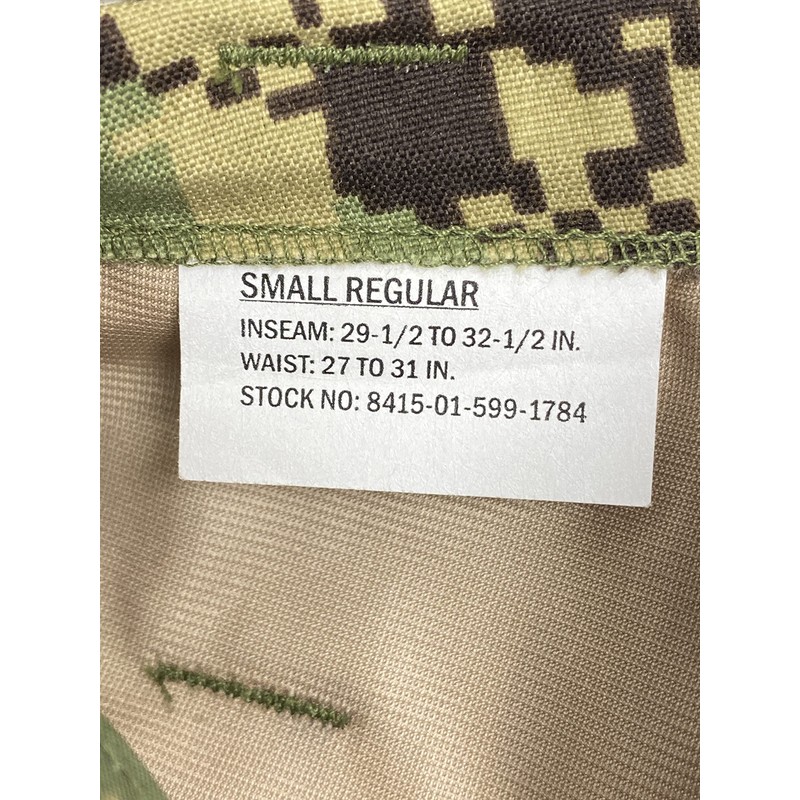 SMALL REGULAR
INSEAM: 29-1/2 TO 32-1/2 IN.
WAIST: 27 TO 31 IN.
STOCK NO: 8415-01-599-1784